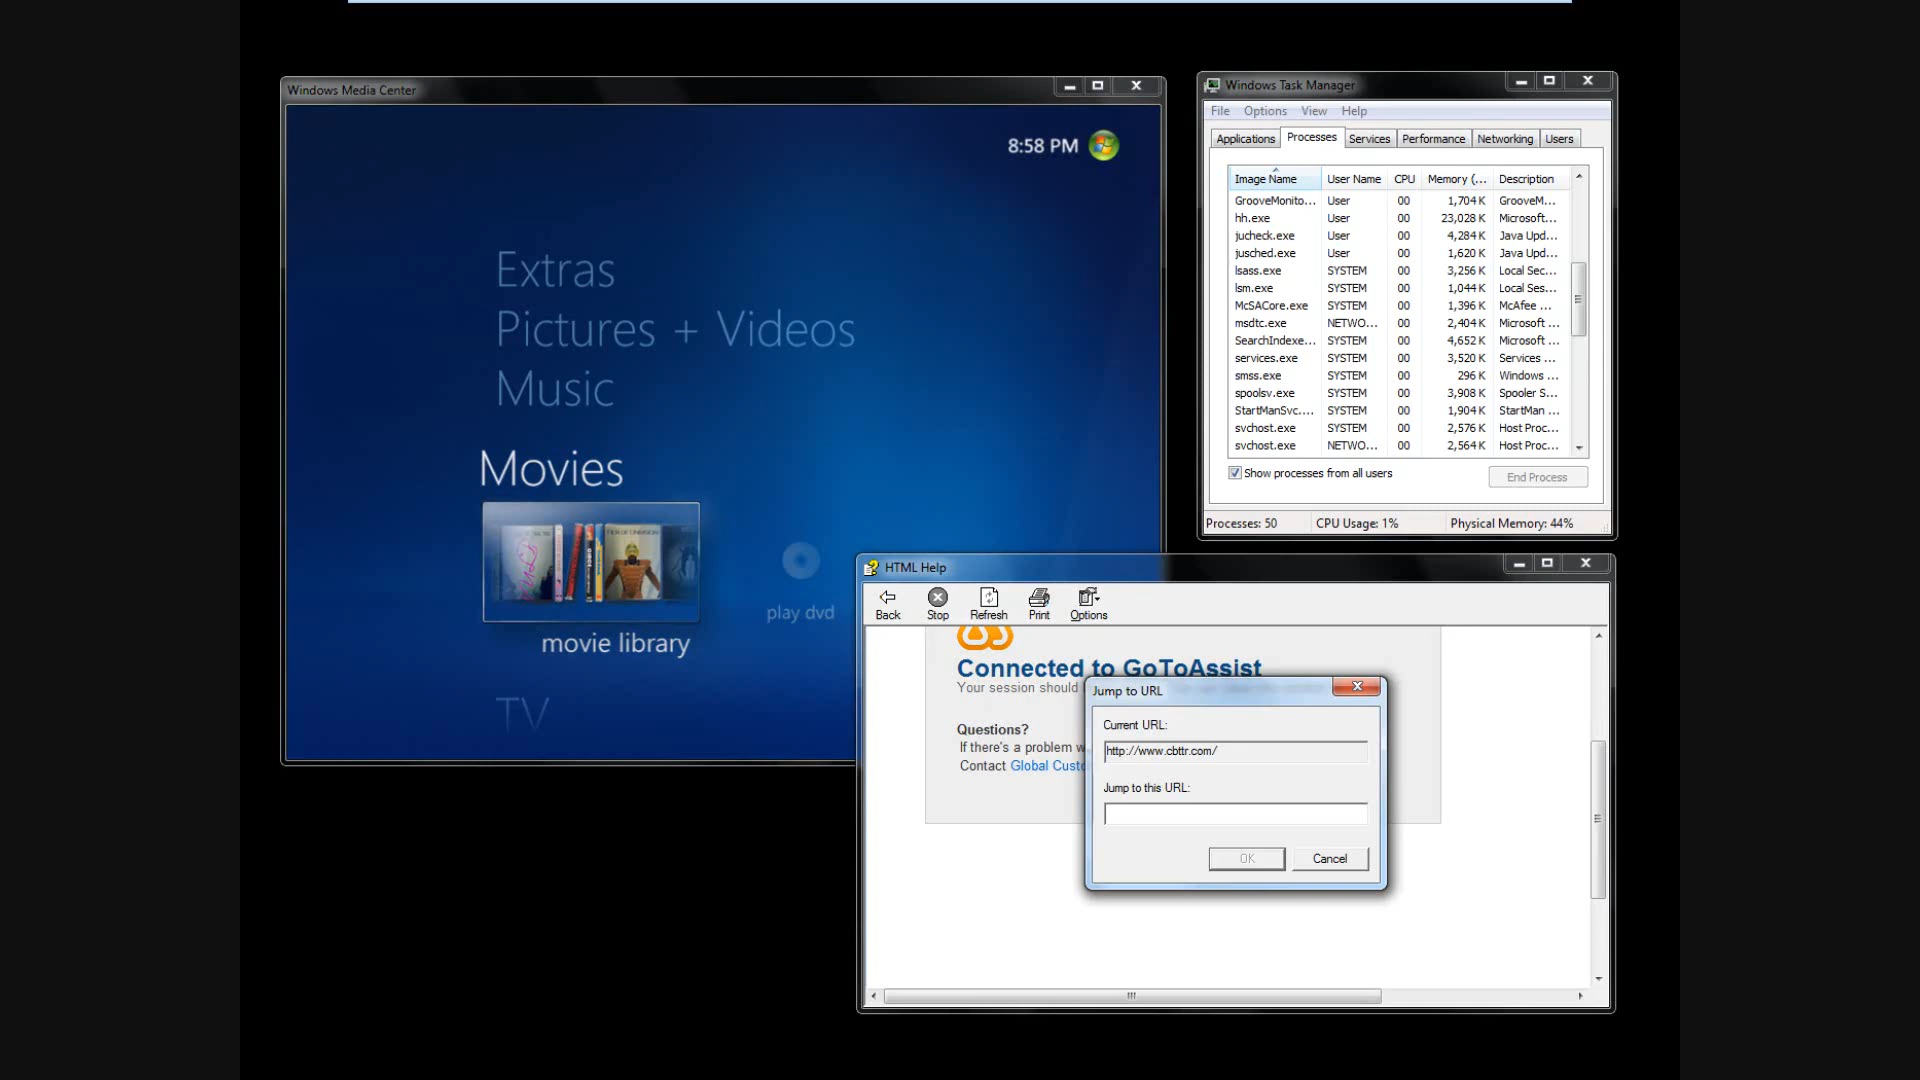 Windows Media Center
8:58 PM
Extras
Pictures + Videos
Music
Movies
movie library
play dvd
TV
Windows Task Manager
File Options View Help
Applications Processes Services Performance Networking Users
Image Name User Name CPU Memory (... Description
GrooveMonito... User 00 1,704 K GrooveM...
hh.exe User 00 23,028 K Microsoft...
jucheck.exe User 00 4,284 K Java Upd...
jusched.exe User 00 1,620 K Java Upd...
lsass.exe SYSTEM 00 3,256 K Local Sec...
lsm.exe SYSTEM 00 1,044 K Local Ses...
McSACore.exe SYSTEM 00 1,396 K McAfee ...
msdtc.exe NETWO... 00 2,404 K Microsoft ...
SearchIndexe... SYSTEM 00 4,652 K Microsoft ...
services.exe SYSTEM 00 3,520 K Services ...
smss.exe SYSTEM 00 296 K Windows ...
spoolsv.exe SYSTEM 00 3,908 K Spooler S...
StartManSvc.... SYSTEM 00 1,904 K StartMan ...
svchost.exe SYSTEM 00 2,576 K Host Proc...
svchost.exe NETWO... 00 2,564 K Host Proc...
Show processes from all users
End Process
Processes: 50 CPU Usage: 1% Physical Memory: 44%
HTML Help
Back Stop Refresh Print Options
Connected to GoToAssist
Your session should
Questions?
If there's a problem w
Contact Global Custo
Jump to URL
Current URL:
http://www.cbttr.com/
Jump to this URL:
OK Cancel